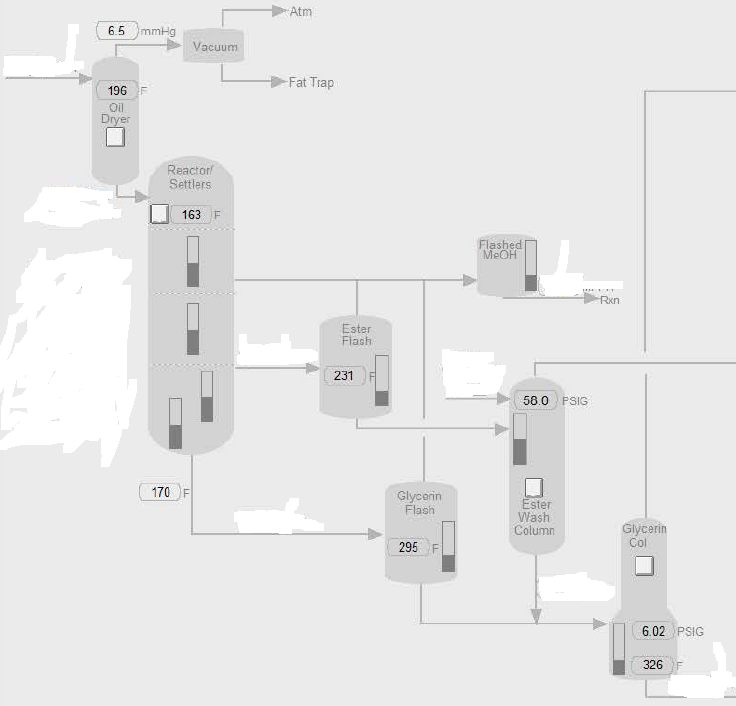 Atm
6.5 mmHg
Vacuum
Fat Trap
196 F
Oil
Dryer
Reactor/
Settlers
163 F
Flashed
MeOH
Rxn
Ester
Flash
231 F
58.0 PSIG
170 F
Glycerin
Flash
Ester
Wash
Column
Glycerin
Col
295 F
6.02 PSIG
326 F